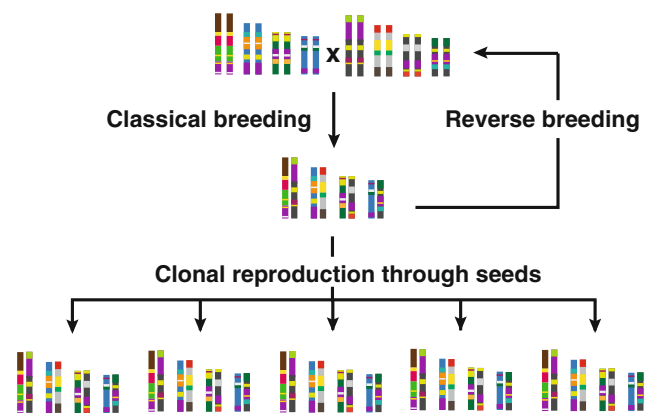 x
Classical breeding
Reverse breeding
Clonal reproduction through seeds